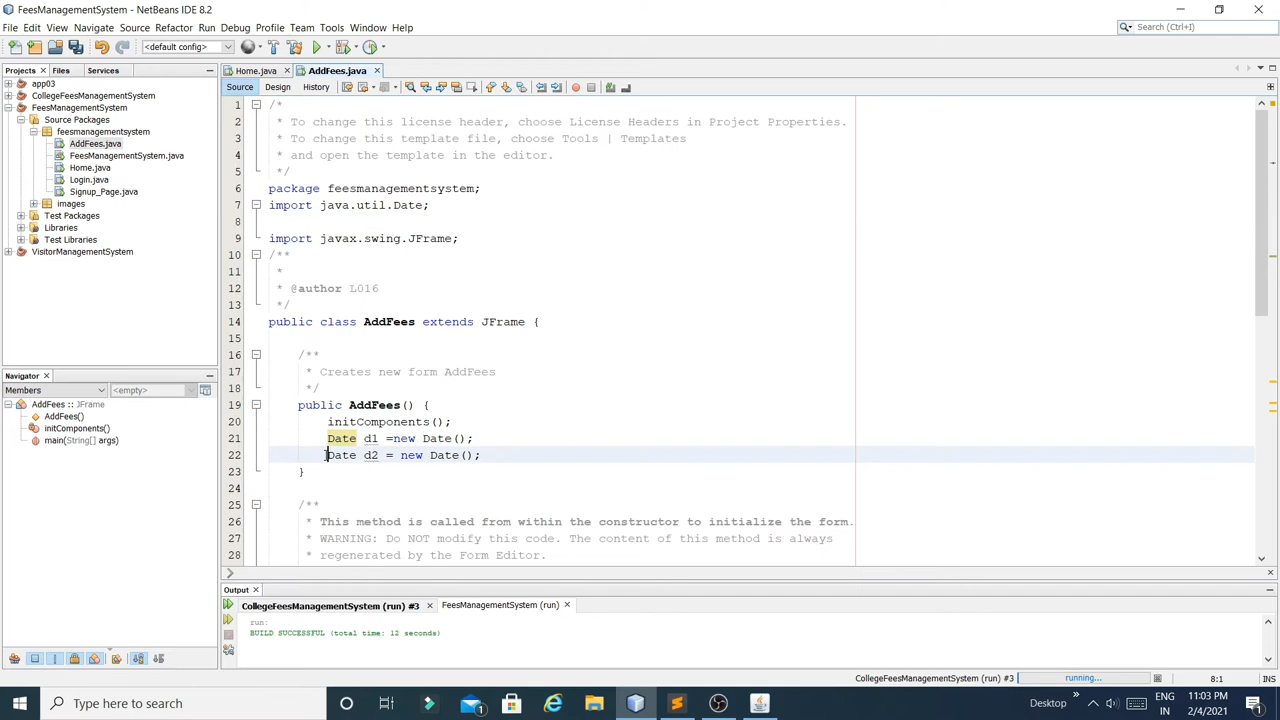 FeesManagementSystem - NetBeans IDE 8.2
File Edit View Navigate Source Refactor Run Debug Profile Team Tools Window Help
Search (Ctrl+I)
<default config>
Projects Files Services
Home.java AddFees.java
app03
CollegeFeesManagementSystem
FeesManagementSystem
Source Packages
feesmanagementsystem
AddFees.java
FeesManagementSystem.java
Home.java
Login.java
Signup_Page.java
images
Test Packages
Libraries
Test Libraries
VisitorManagementSystem
Source Design History
1 /*
2 * To change this license header, choose License Headers in Project Properties.
3 * To change this template file, choose Tools | Templates
4 * and open the template in the editor.
5 */
6 package feesmanagementsystem;
7 import java.util.Date;
8
9 import javax.swing.JFrame;
10 /**
11 *
12 * @author L016
13 */
14 public class AddFees extends JFrame {
15
16 /**
17 * Creates new form AddFees
18 */
19 public AddFees() {
20 initComponents();
21 Date d1 =new Date();
22 Date d2 = new Date();
23 }
24
25 /**
26 * This method is called from within the constructor to initialize the form.
27 * WARNING: Do NOT modify this code. The content of this method is always
28 * regenerated by the Form Editor.
Navigator
Members <empty>
AddFees :: JFrame
AddFees()
initComponents()
main(String[] args)
Output
CollegeFeesManagementSystem (run) #3 FeesManagementSystem (run)
run:
BUILD SUCCESSFUL (total time: 12 seconds)
CollegeFeesManagementSystem (run) #3 running... 8:1 INS
Type here to search
1
Desktop
ENG
IN
11:03 PM
2/4/2021
1